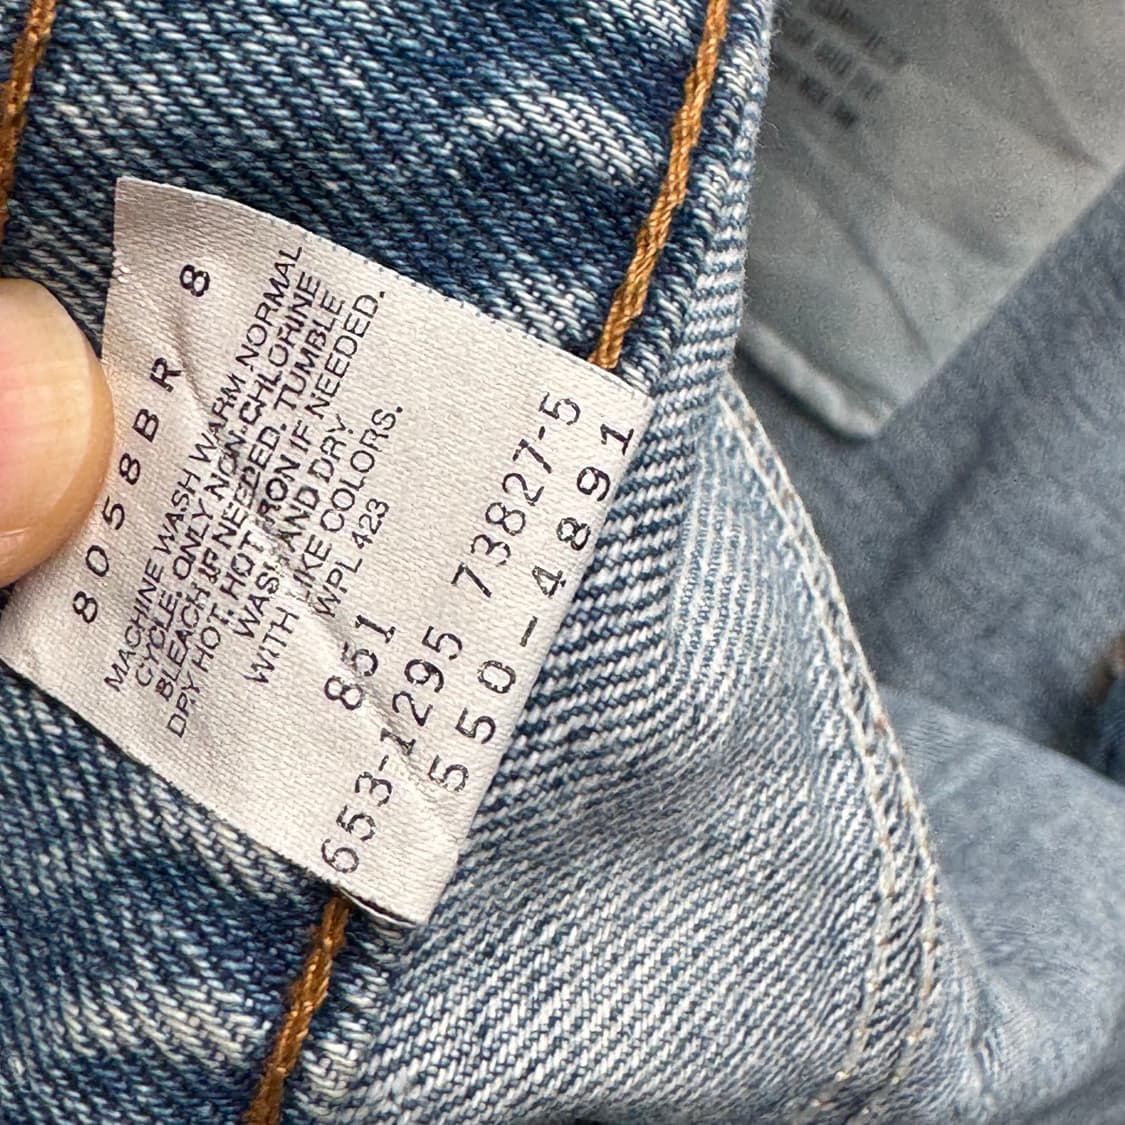 8058BR 8
MACHINE WASH WARM NORMAL
CYCLE. ONLY NON-CHLORINE
BLEACH IF NEEDED. TUMBLE
DRY HOT. HOT IRON IF NEEDED.
WASH AND DRY
WITH LIKE COLORS.
WPL 423
851
653-1295 73827-5
550-4891